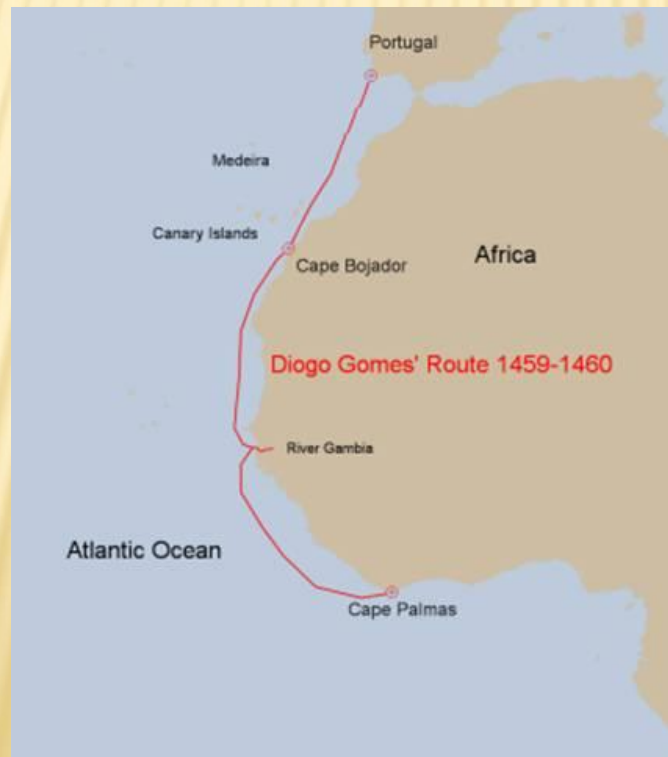 Portugal
Medeira
Canary Islands
Cape Bojador
Africa
Diogo Gomes' Route 1459-1460
River Gambia
Atlantic Ocean
Cape Palmas